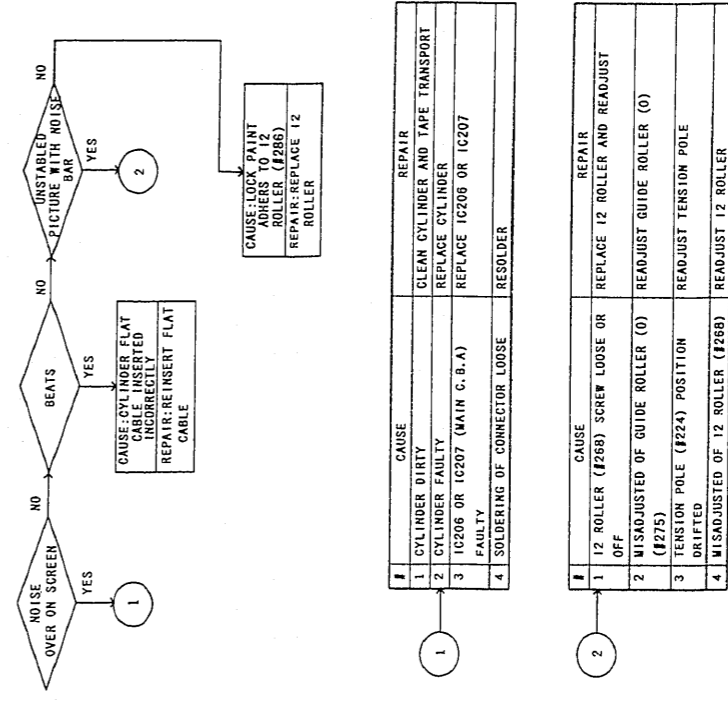 NOISE
OVER ON SCREEN
NO
YES
1
BEATS
NO
YES
CAUSE:CYLINDER FLAT
CABLE INSERTED
INCORRECTLY
REPAIR:REINSERT FLAT
CABLE
UNSTABLED
PICTURE WITH NOISE
BAR
NO
YES
2
CAUSE:LOCK PAINT
ADHERS TO I2
ROLLER (#286)
REPAIR:REPLACE I2
ROLLER
1
# CAUSE REPAIR
1 CYLINDER DIRTY CLEAN CYLINDER AND TAPE TRANSPORT
2 CYLINDER FAULTY REPLACE CYLINDER
3 IC206 OR IC207 (MAIN C.B.A) REPLACE IC206 OR IC207
FAULTY
4 SOLDERING OF CONNECTOR LOOSE RESOLDER
2
# CAUSE REPAIR
1 I2 ROLLER (#268) SCREW LOOSE OR REPLACE I2 ROLLER AND READJUST
OFF
2 MISADJUSTED OF GUIDE ROLLER (0) READJUST GUIDE ROLLER (0)
(#275)
3 TENSION POLE (#224) POSITION READJUST TENSION POLE
DRIFTED
4 MISADJUSTED OF I2 ROLLER (#268) READJUST I2 ROLLER